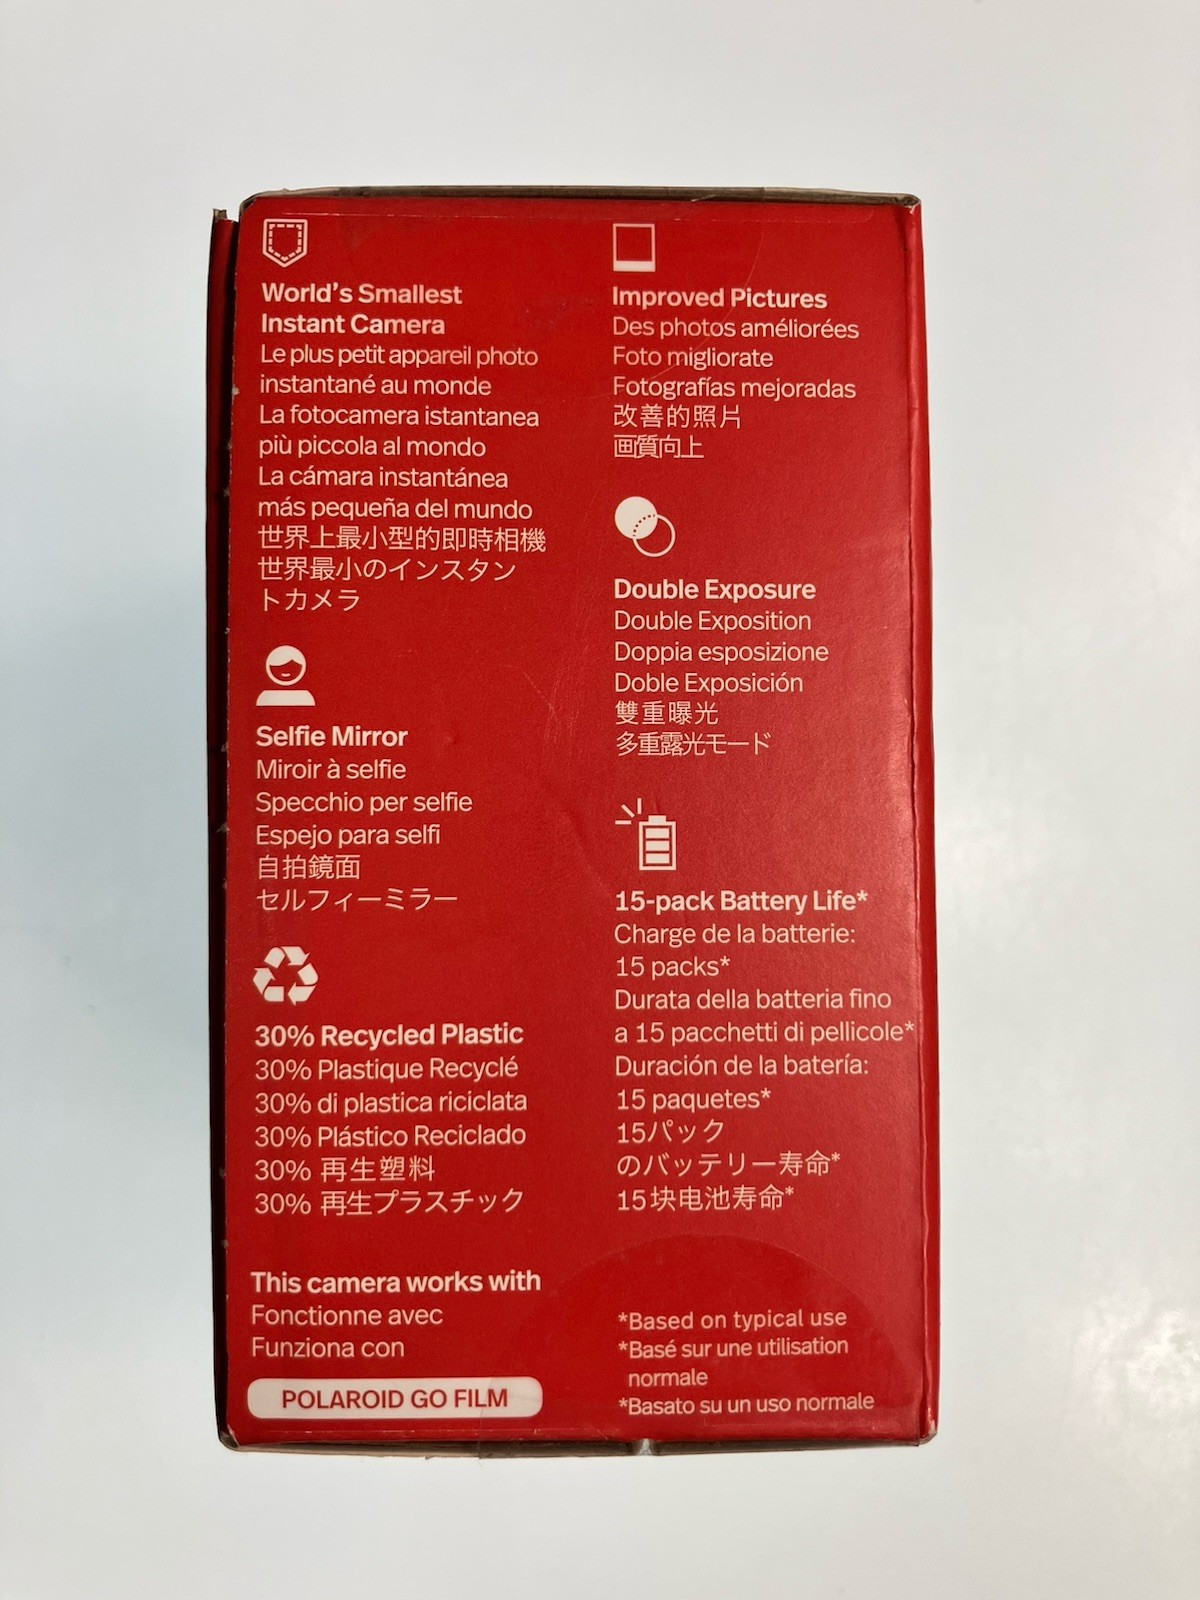 World's Smallest
Instant Camera
Le plus petit appareil photo
instantané au monde
La fotocamera istantanea
più piccola al mondo
La cámara instantánea
más pequeña del mundo
世界上最小型的即時相機
世界最小のインスタン
トカメラ
Selfie Mirror
Miroir à selfie
Specchio per selfie
Espejo para selfi
自拍鏡面
セルフィーミラー
30% Recycled Plastic
30% Plastique Recyclé
30% di plastica riciclata
30% Plástico Reciclado
30% 再生塑料
30% 再生プラスチック
This camera works with
Fonctionne avec
Funziona con
POLAROID GO FILM
Improved Pictures
Des photos améliorées
Foto migliorate
Fotografías mejoradas
改善的照片
画質向上
Double Exposure
Double Exposition
Doppia esposizione
Doble Exposición
雙重曝光
多重露光モード
15-pack Battery Life*
Charge de la batterie:
15 packs*
Durata della batteria fino
a 15 pacchetti di pellicole*
Duración de la batería:
15 paquetes*
15パック
のバッテリー寿命*
15块电池寿命*
*Based on typical use
*Basé sur une utilisation
normale
*Basato su un uso normale